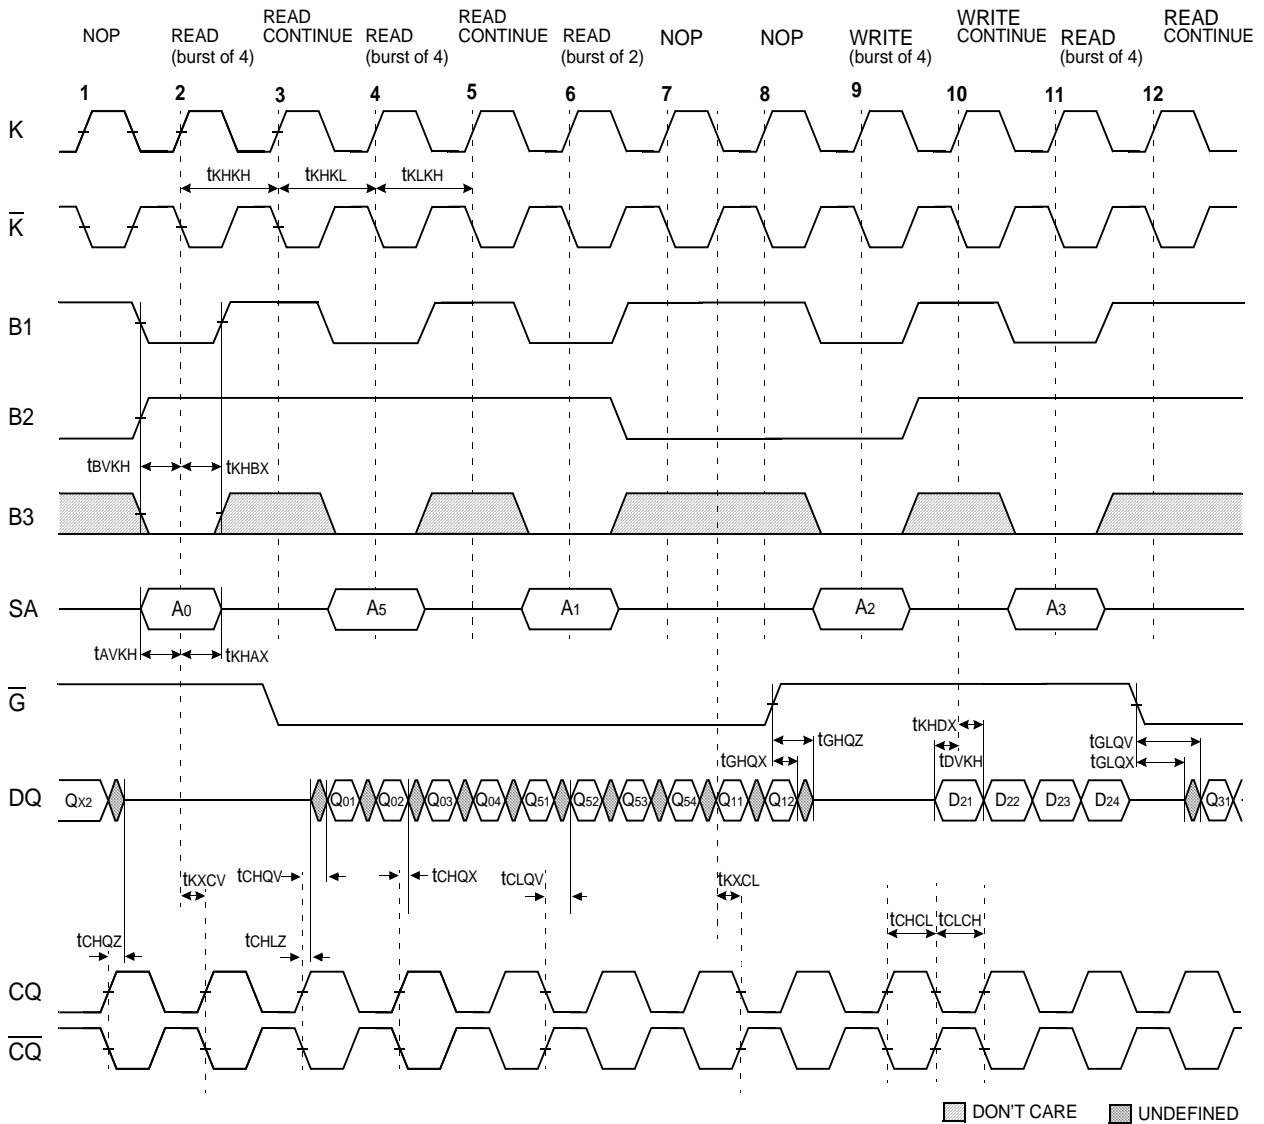 NOP
READ
(burst of 4)
READ
CONTINUE
READ
(burst of 4)
READ
CONTINUE
READ
(burst of 2)
NOP
NOP
WRITE
(burst of 4)
WRITE
CONTINUE
READ
(burst of 4)
READ
CONTINUE
1 2 3 4 5 6 7 8 9 10 11 12
K
tKHKH tKHKL tKLKH
K
B1
B2
tBVKH tKHBX
B3
SA A0 A5 A1 A2 A3
tAVKH tKHAX
G
tKHDX tGHQZ tGLQV
tGHQX tDVKH tGLQX
DQ QX2 Q01 Q02 Q03 Q04 Q51 Q52 Q53 Q54 Q11 Q12 D21 D22 D23 D24 Q31
tKXCV tCHQV tCHQX tCLQV tKXCL
tCHQZ tCHLZ tCHCL tCLCH
CQ
CQ
DON'T CARE UNDEFINED